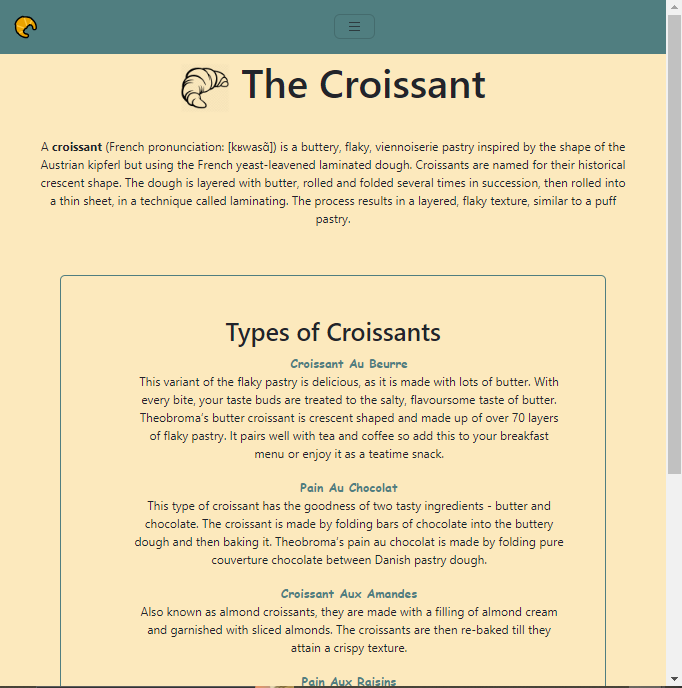 The Croissant
A croissant (French pronunciation: [kʁwasɑ̃]) is a buttery, flaky, viennoiserie pastry inspired by the shape of the
Austrian kipferl but using the French yeast-leavened laminated dough. Croissants are named for their historical
crescent shape. The dough is layered with butter, rolled and folded several times in succession, then rolled into
a thin sheet, in a technique called laminating. The process results in a layered, flaky texture, similar to a puff
pastry.
Types of Croissants
Croissant Au Beurre
This variant of the flaky pastry is delicious, as it is made with lots of butter. With
every bite, your taste buds are treated to the salty, flavoursome taste of butter.
Theobroma's butter croissant is crescent shaped and made up of over 70 layers
of flaky pastry. It pairs well with tea and coffee so add this to your breakfast
menu or enjoy it as a teatime snack.
Pain Au Chocolat
This type of croissant has the goodness of two tasty ingredients - butter and
chocolate. The croissant is made by folding bars of chocolate into the buttery
dough and then baking it. Theobroma's pain au chocolat is made by folding pure
couverture chocolate between Danish pastry dough.
Croissant Aux Amandes
Also known as almond croissants, they are made with a filling of almond cream
and garnished with sliced almonds. The croissants are then re-baked till they
attain a crispy texture.
Pain Aux Raisins